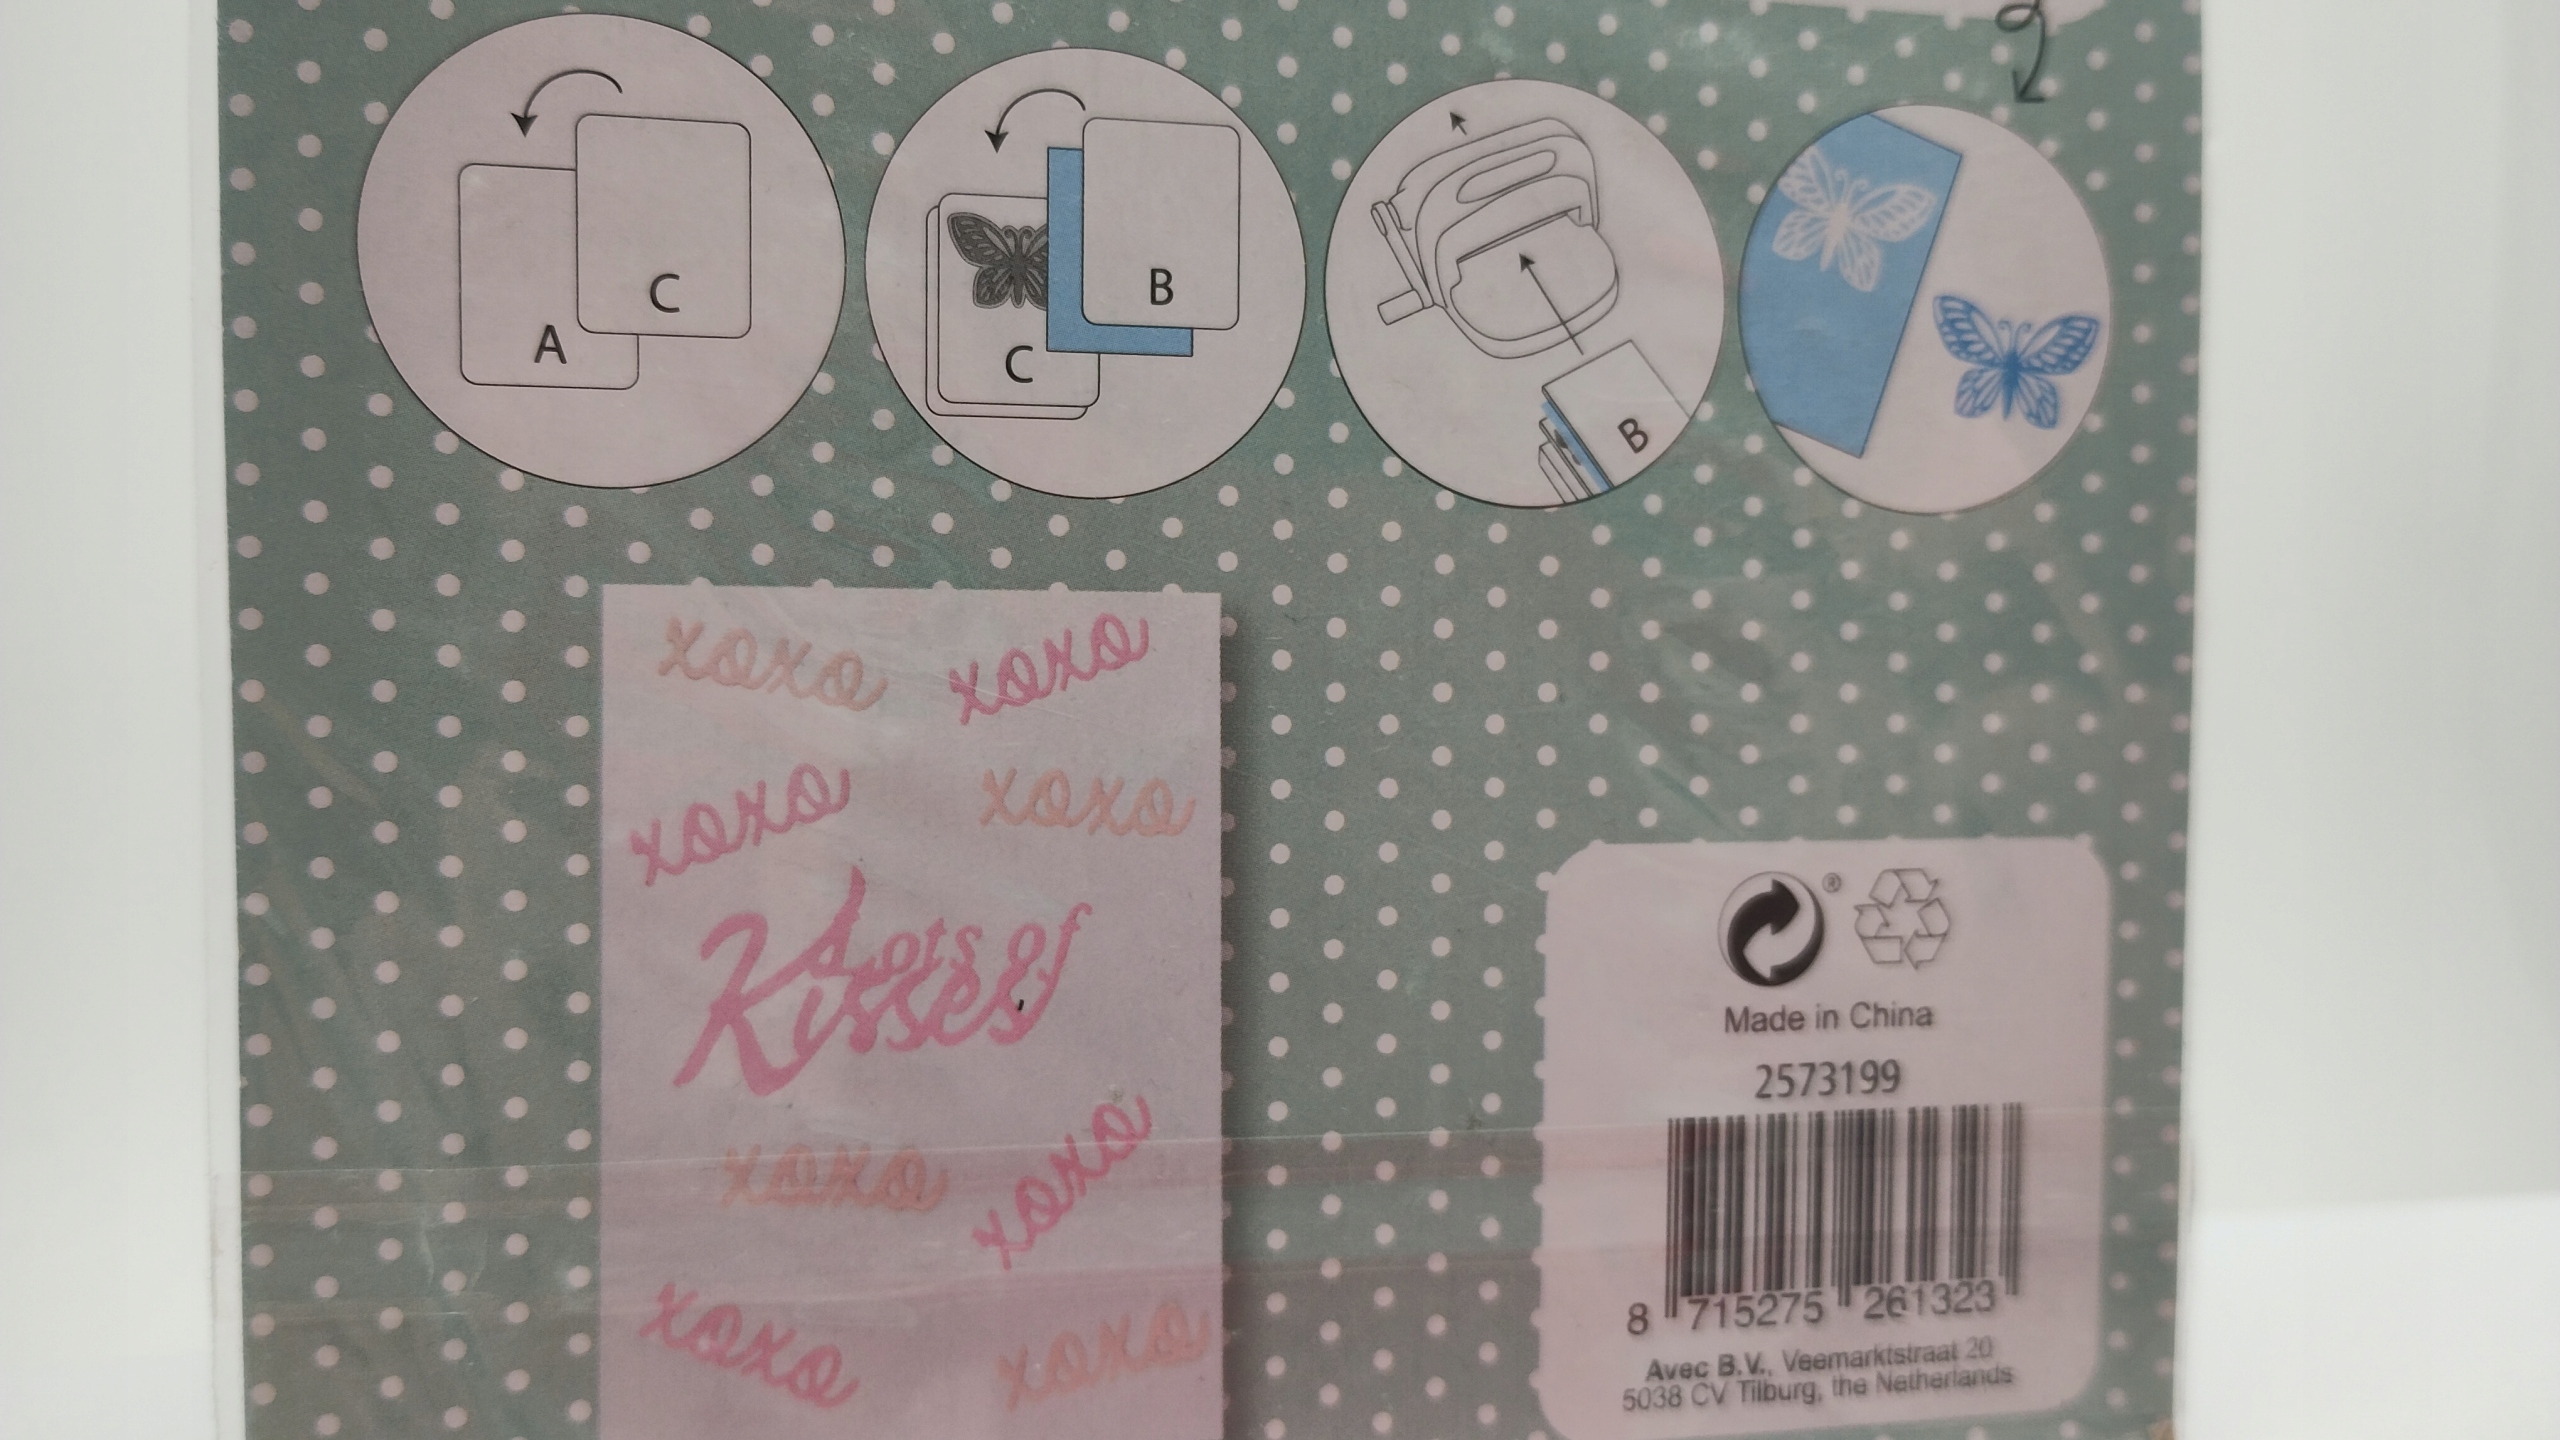 A
C
C
B
B
xoxo
xoxo
xoxo
xoxo
Lots of
Kisses
xoxo
xoxo
xoxo
xoxo
®
Made in China
2573199
8 715275 261323
Avec B.V., Veemarktstraat 20
5038 CV Tilburg, the Netherlands